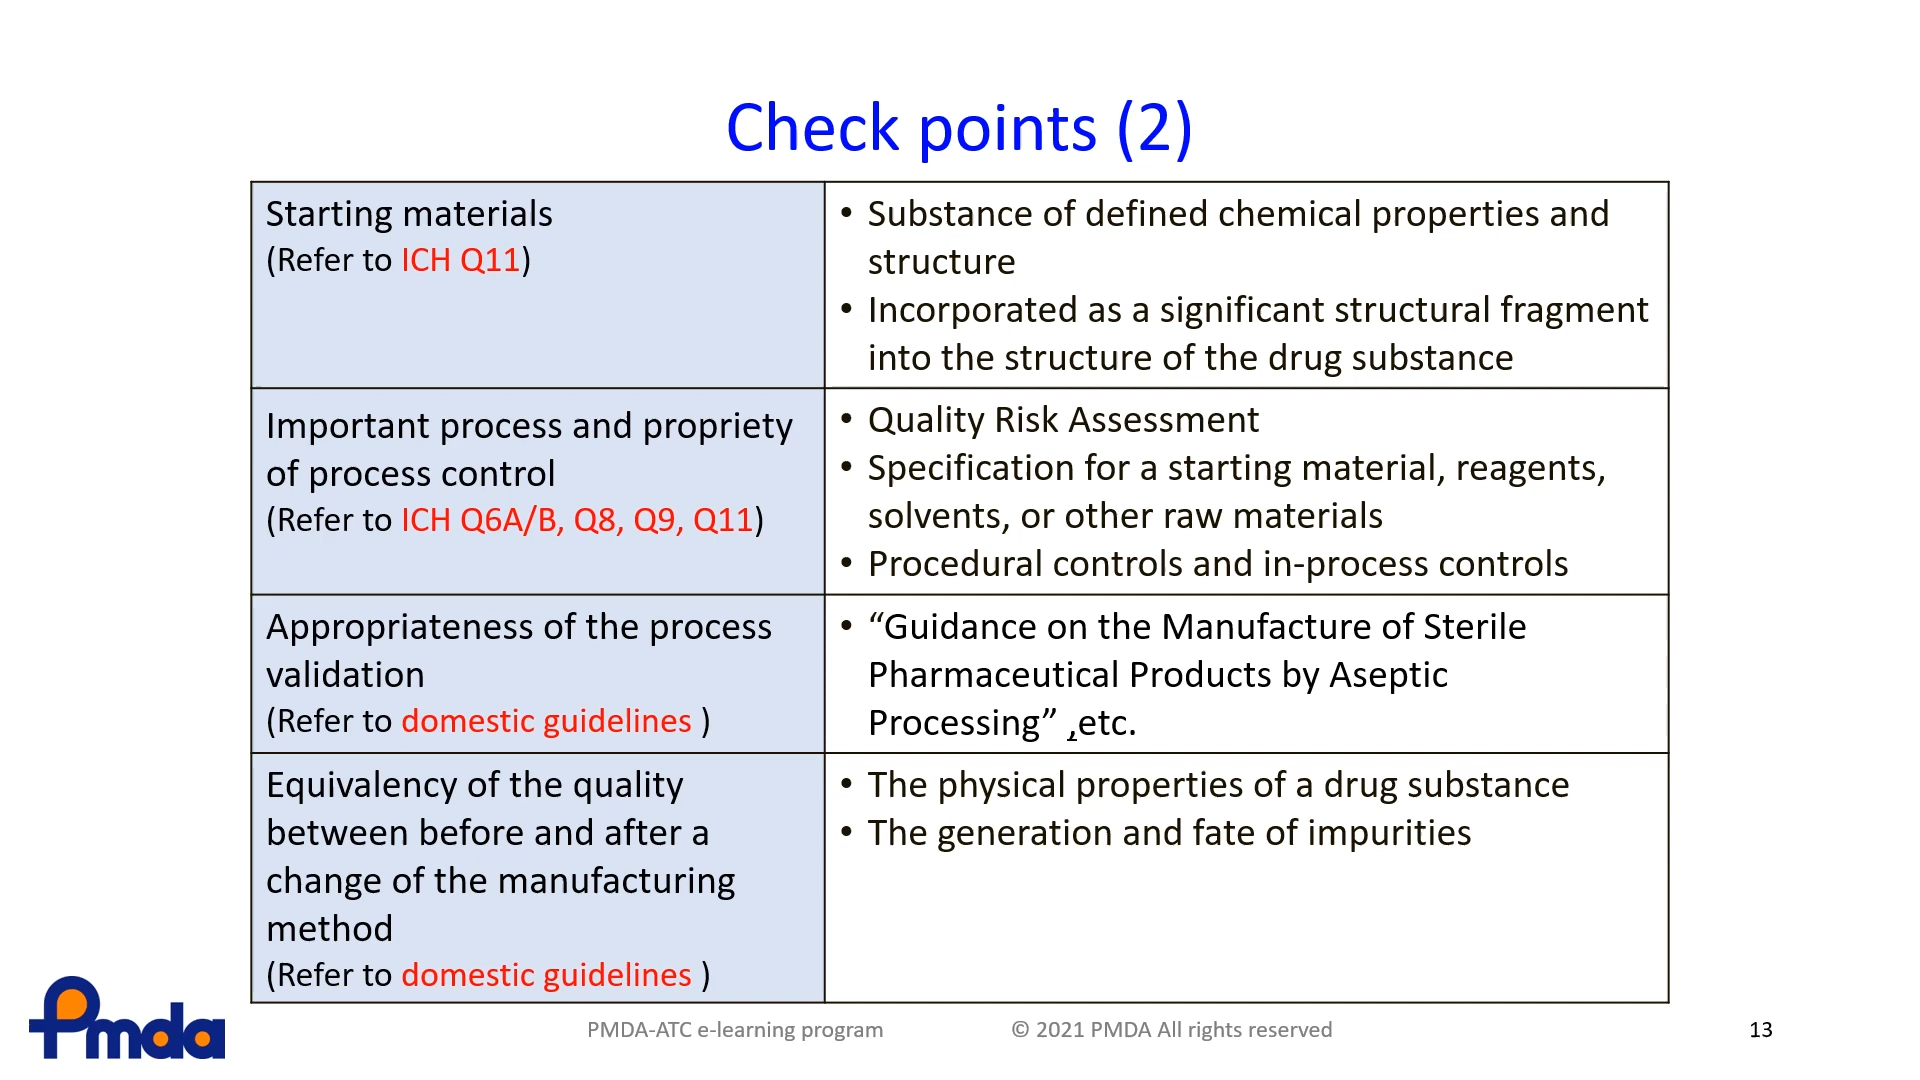 Check points (2)
Starting materials
(Refer to ICH Q11)
• Substance of defined chemical properties and
structure
• Incorporated as a significant structural fragment
into the structure of the drug substance
Important process and propriety
of process control
(Refer to ICH Q6A/B, Q8, Q9, Q11)
• Quality Risk Assessment
• Specification for a starting material, reagents,
solvents, or other raw materials
• Procedural controls and in-process controls
Appropriateness of the process
validation
(Refer to domestic guidelines )
• “Guidance on the Manufacture of Sterile
Pharmaceutical Products by Aseptic
Processing” ,etc.
Equivalency of the quality
between before and after a
change of the manufacturing
method
(Refer to domestic guidelines )
• The physical properties of a drug substance
• The generation and fate of impurities
Pmda
PMDA-ATC e-learning program
© 2021 PMDA All rights reserved
13